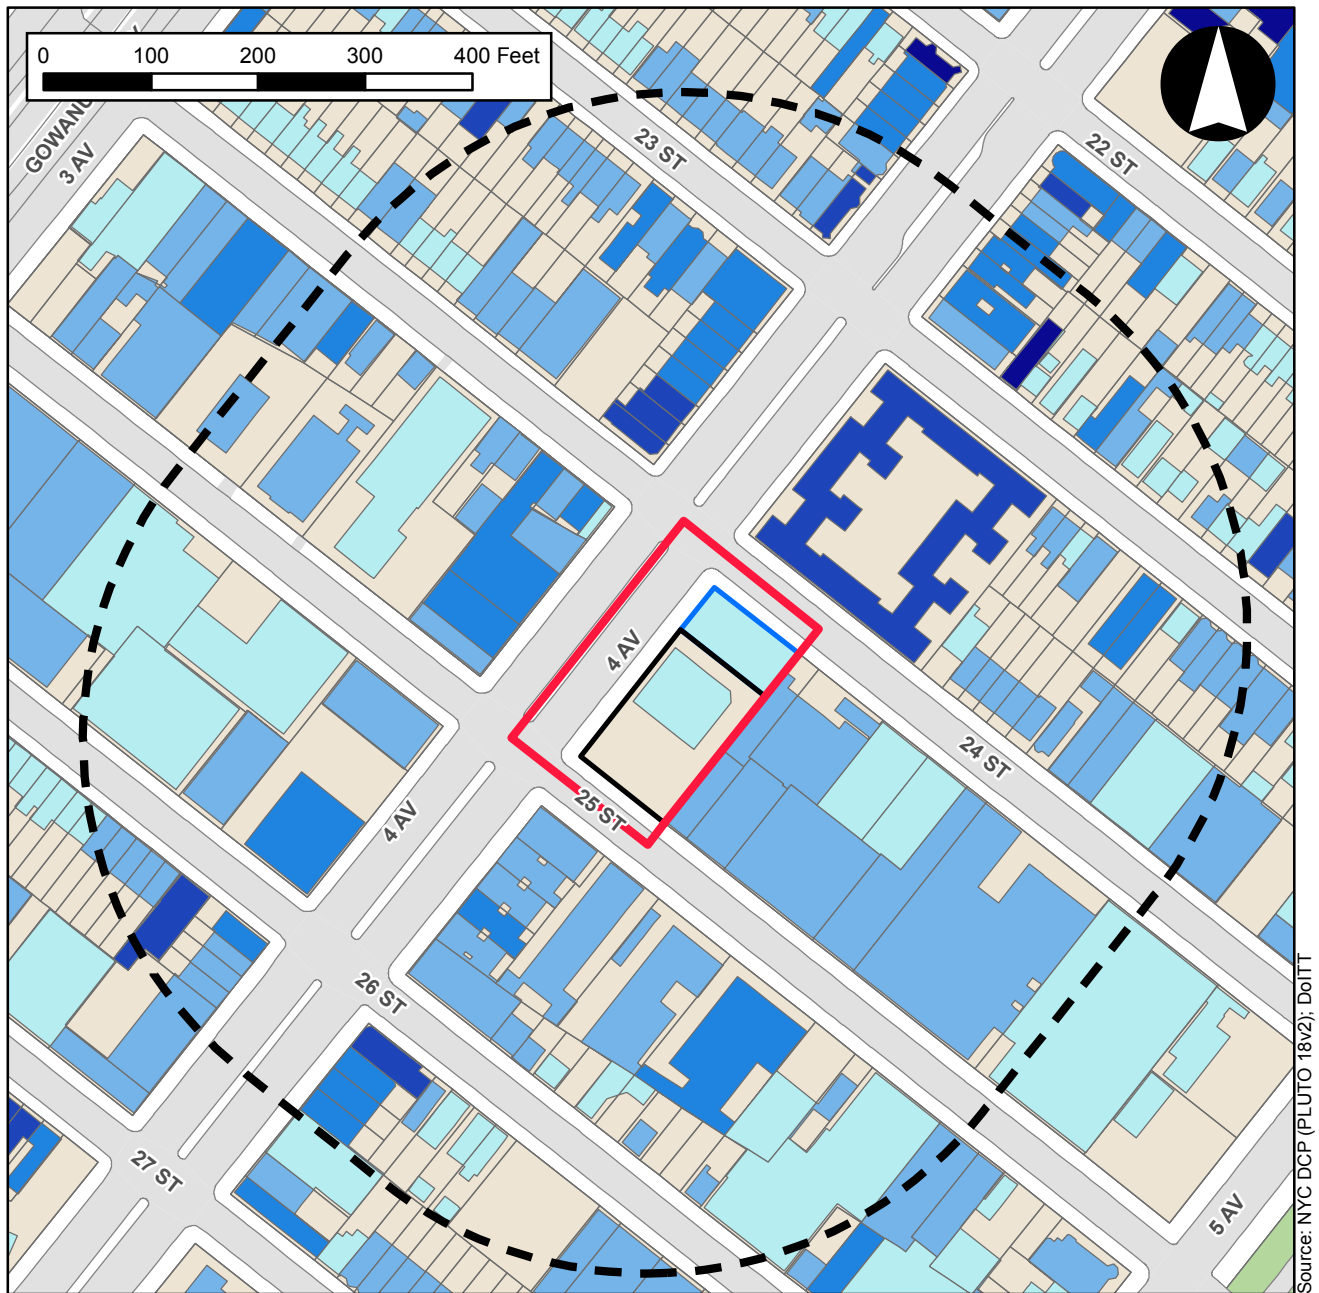 0 100 200 300 400 Feet
GOWANU
3 AV
23 ST
22 ST
4 AV
24 ST
25 ST
4 AV
26 ST
27 ST
5 AV
Source: NYC DCP (PLUTO 18v2); DoITT